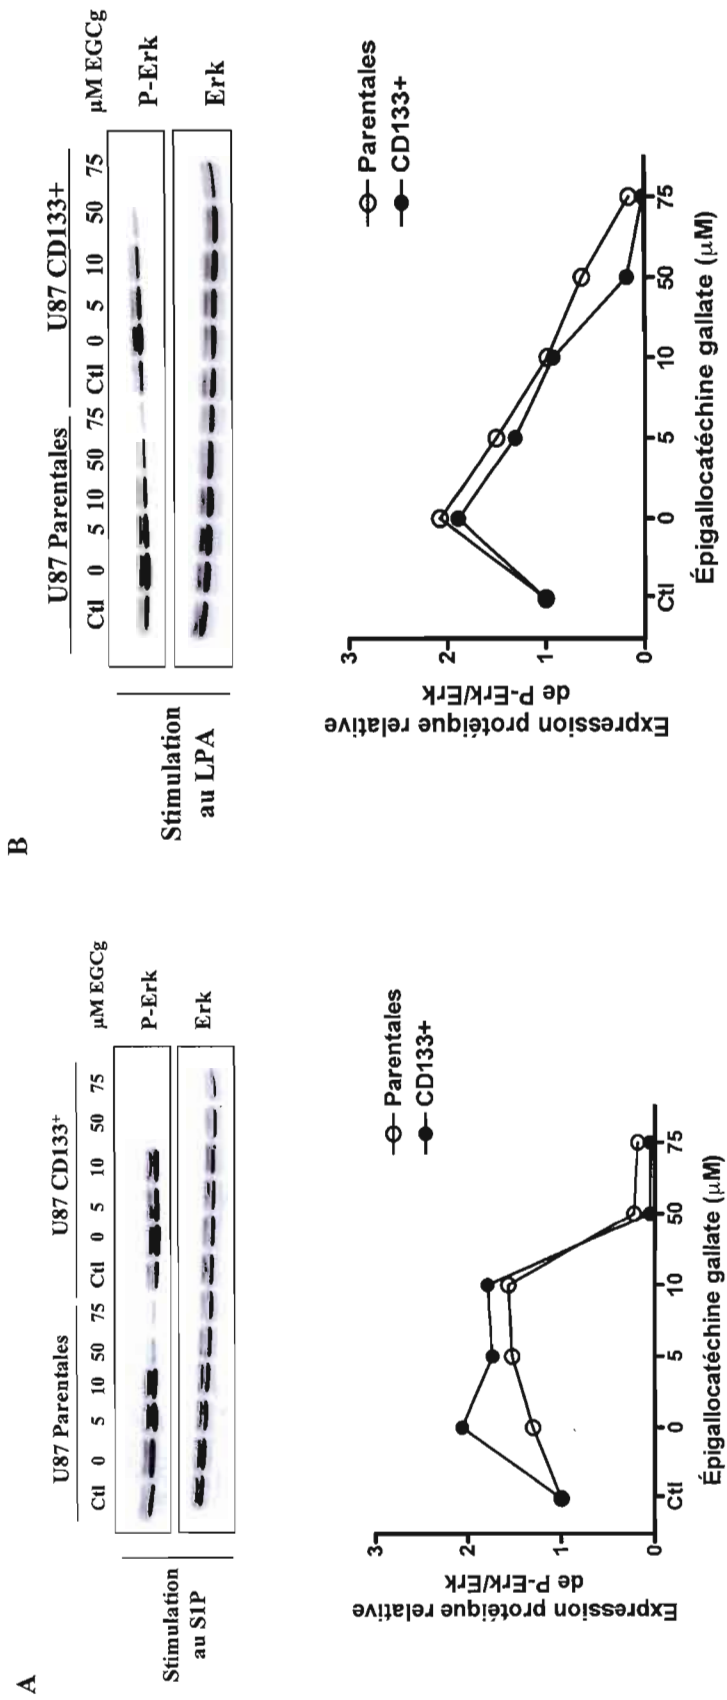 A
U87 Parentales U87 CD133+
Ctl 0 5 10 50 75 Ctl 0 5 10 50 75 µM EGCg
Stimulation
au S1P
P-Erk
Erk
Expression protéique relative
de P-Erk/Erk
3
2
1
0
Ctl 0 5 10 50 75
Épigallocatéchine gallate (µM)
Parentales
CD133+
B
U87 Parentales U87 CD133+
Ctl 0 5 10 50 75 Ctl 0 5 10 50 75 µM EGCg
Stimulation
au LPA
P-Erk
Erk
Expression protéique relative
de P-Erk/Erk
3
2
1
0
Ctl 0 5 10 50 75
Épigallocatéchine gallate (µM)
Parentales
CD133+